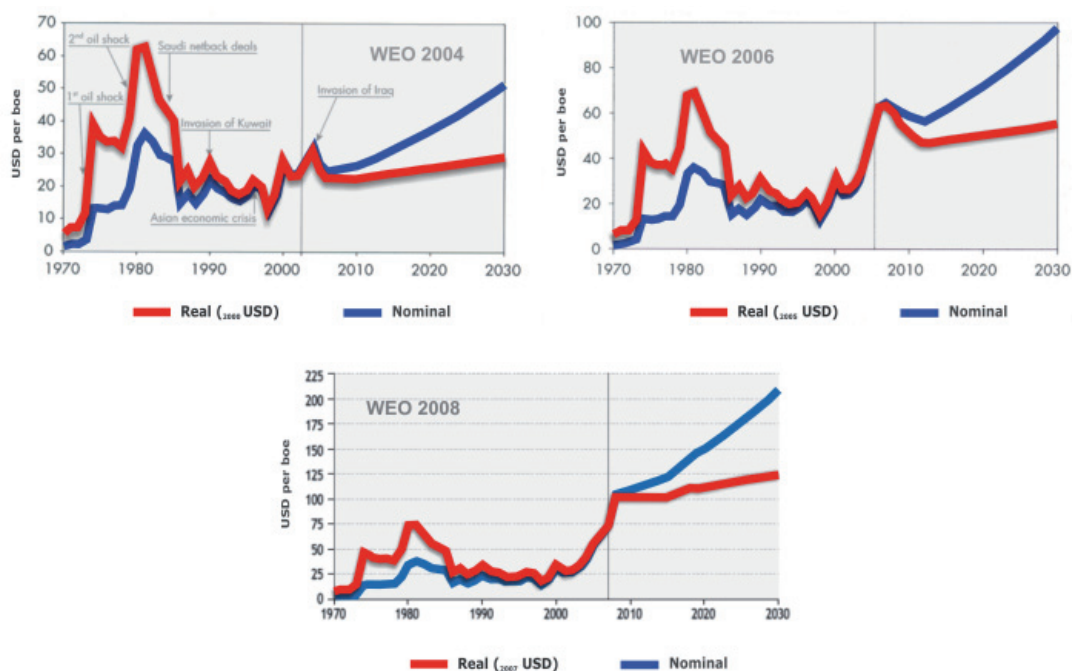 USD per boe
70
60
50
40
30
20
10
0
1970
1980
1990
2000
2010
2020
2030
2nd oil shock
1st oil shock
Saudi netback deals
Invasion of Kuwait
Asian economic crisis
Invasion of Iraq
WEO 2004
Real (2000 USD)
Nominal
USD per boe
100
80
60
40
20
0
1970
1980
1990
2000
2010
2020
2030
WEO 2006
Real (2005 USD)
Nominal
USD per boe
225
200
175
150
125
100
75
50
25
0
1970
1980
1990
2000
2010
2020
2030
WEO 2008
Real (2007 USD)
Nominal